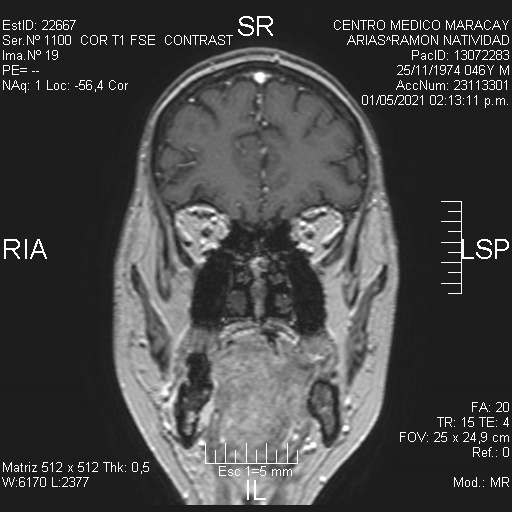 EstID: 22667
Ser.Nº 1100 COR T1 FSE CONTRAST
Ima.Nº 19
PE= --
NAq: 1 Loc: -56,4 Cor
SR
CENTRO MEDICO MARACAY
ARIAS^RAMON NATIVIDAD
PacID: 13072283
25/11/1974 046Y M
AccNum: 23113301
01/05/2021 02:13:11 p.m.
RIA
LSP
Matriz 512 x 512 Thk: 0,5
W:6170 L:2377
Esc 1=5 mm
IL
FA: 20
TR: 15 TE: 4
FOV: 25 x 24,9 cm
Ref.: 0
Mod.: MR